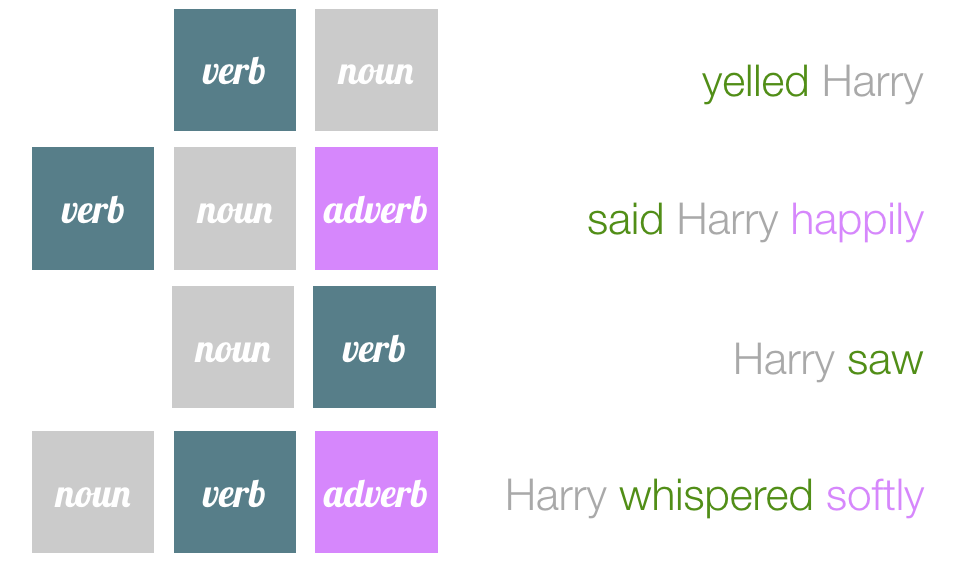 verb noun yelled Harry
verb noun adverb said Harry happily
noun verb Harry saw
noun verb adverb Harry whispered softly